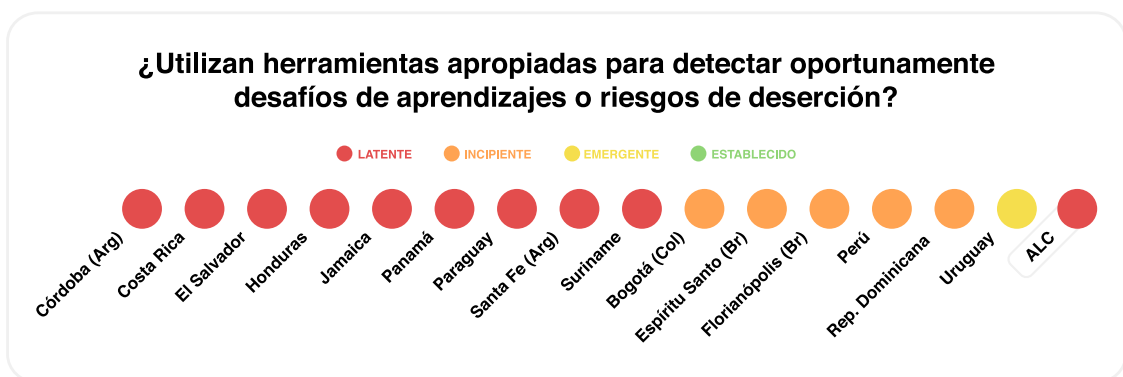 ¿Utilizan herramientas apropiadas para detectar oportunamente
desafíos de aprendizajes o riesgos de deserción?
LATENTE
INCIPIENTE
EMERGENTE
ESTABLECIDO
Córdoba (Arg)
Costa Rica
El Salvador
Honduras
Jamaica
Panamá
Paraguay
Santa Fe (Arg)
Suriname
Bogotá (Col)
Espíritu Santo (Br)
Florianópolis (Br)
Perú
Rep. Dominicana
Uruguay
ALC